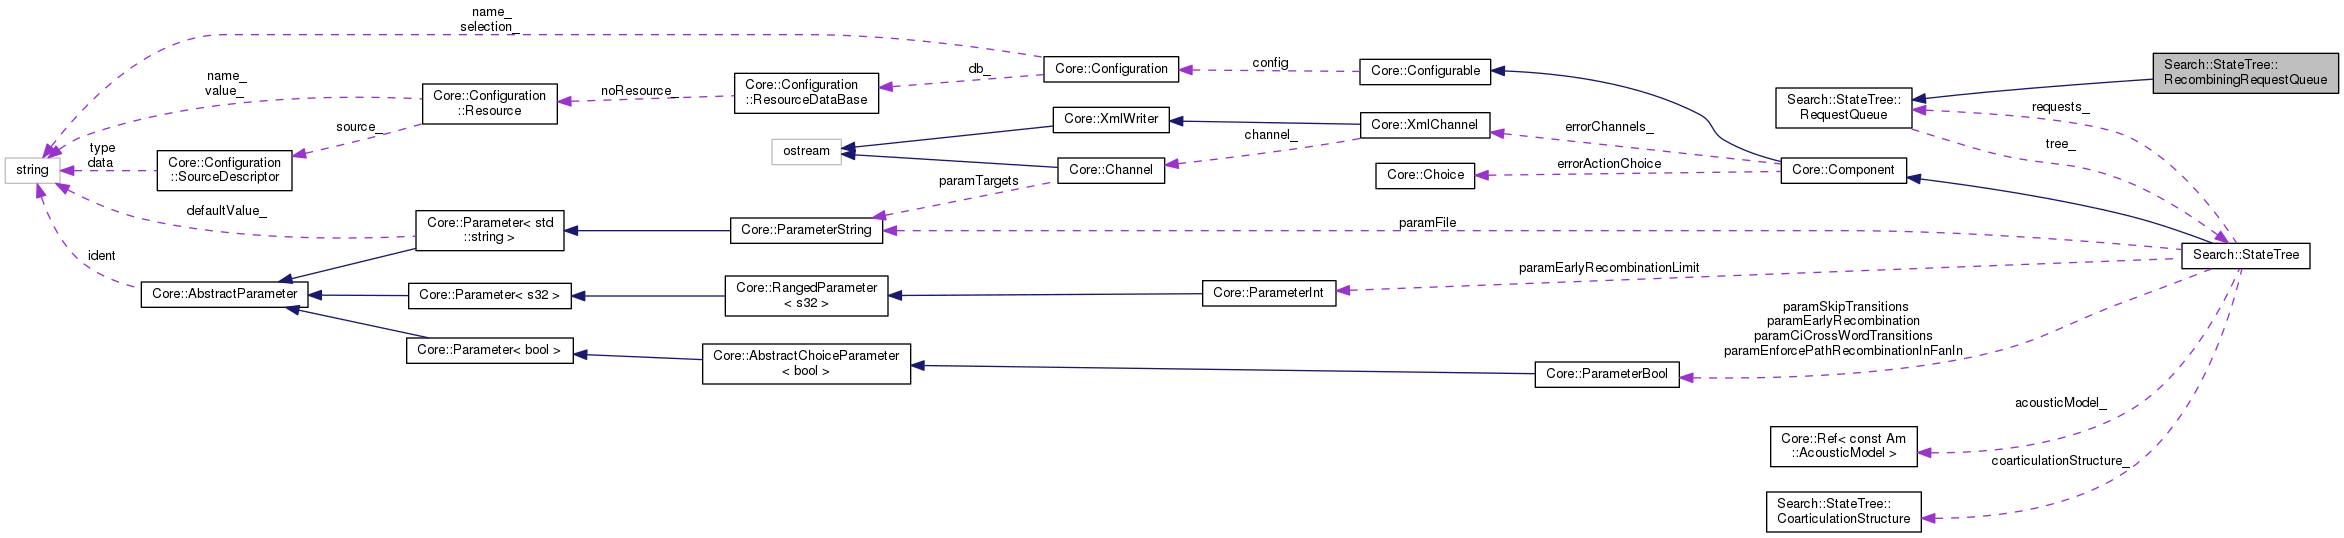 name_
selection_
Search::StateTree::
RecombiningRequestQueue
Core::Configuration
config
Core::Configurable
db_
name_
value_
Core::Configuration
::Resource
noResource_
Core::Configuration
::ResourceDataBase
Search::StateTree::
RequestQueue
requests_
Core::XmlWriter
Core::XmlChannel
errorChannels_
source_
channel_
tree_
type
data
ostream
string
Core::Configuration
::SourceDescriptor
Core::Channel
errorActionChoice
Core::Choice
Core::Component
paramTargets
defaultValue_
Core::Parameter< std
::string >
Core::ParameterString
paramFile
ident
Search::StateTree
paramEarlyRecombinationLimit
Core::AbstractParameter
Core::Parameter< s32 >
Core::RangedParameter
< s32 >
Core::ParameterInt
paramSkipTransitions
paramEarlyRecombination
paramCiCrossWordTransitions
paramEnforcePathRecombinationInFanIn
Core::Parameter< bool >
Core::AbstractChoiceParameter
< bool >
Core::ParameterBool
acousticModel_
Core::Ref< const Am
::AcousticModel >
coarticulationStructure_
Search::StateTree::
CoarticulationStructure